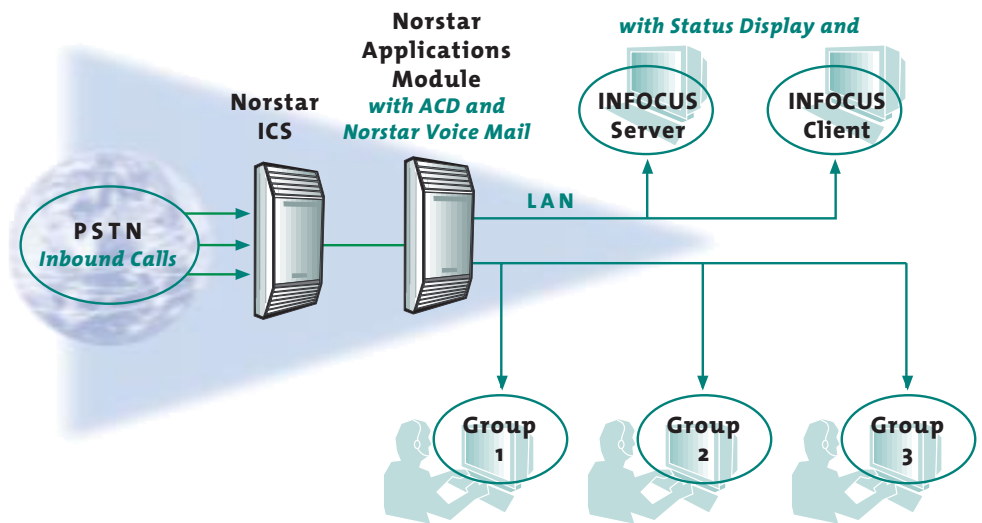 Norstar
Applications
Module
with ACD and
Norstar Voice Mail
with Status Display and
Norstar
ICS
INFOCUS
Server
INFOCUS
Client
LAN
PSTN
Inbound Calls
Group
1
Group
2
Group
3